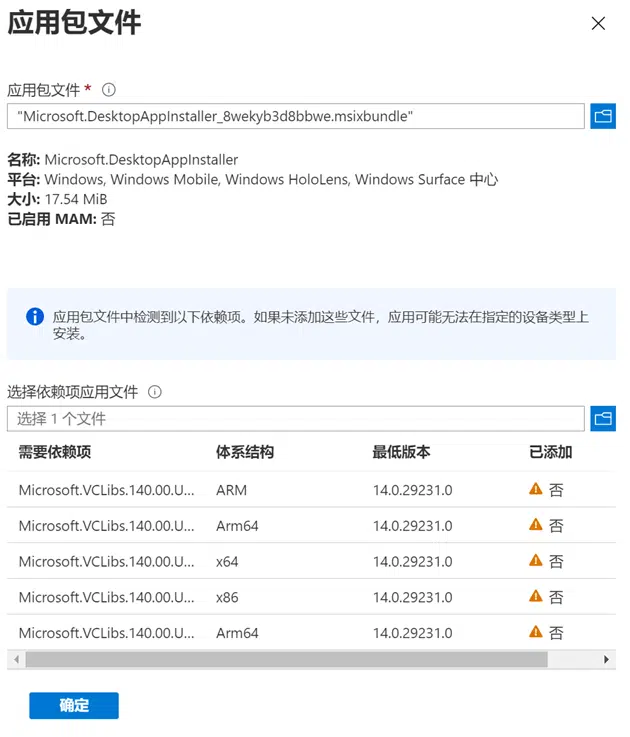 应用包文件
应用包文件 *
"Microsoft.DesktopAppInstaller_8wekyb3d8bbwe.msixbundle"
名称: Microsoft.DesktopAppInstaller
平台: Windows, Windows Mobile, Windows HoloLens, Windows Surface 中心
大小: 17.54 MiB
已启用 MAM: 否
应用包文件中检测到以下依赖项。如果未添加这些文件，应用可能无法在指定的设备类型上
安装。
选择依赖项应用文件
选择 1 个文件
需要依赖项 体系结构 最低版本 已添加
Microsoft.VCLibs.140.00.U... ARM 14.0.29231.0 否
Microsoft.VCLibs.140.00.U... Arm64 14.0.29231.0 否
Microsoft.VCLibs.140.00.U... x64 14.0.29231.0 否
Microsoft.VCLibs.140.00.U... x86 14.0.29231.0 否
Microsoft.VCLibs.140.00.U... Arm64 14.0.29231.0 否
确定